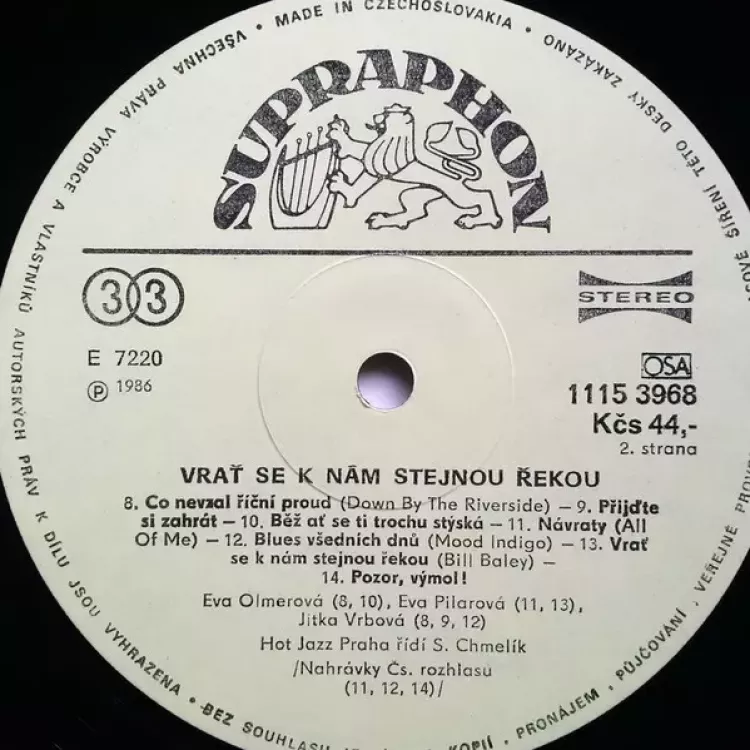 MADE IN CZECHOSLOVAKIA • VŠECHNA PRÁVA VÝROBCE A VLASTNÍKŮ AUTORSKÝCH PRÁV K DÍLU JSOU VYHRAZENA • BEZ SOUHLASU
KOPIÍ, PRONÁJEM, PŮJČOVÁNÍ, VEŘEJNÉ
ŠÍŘENÍ TÉTO DESKY ZAKÁZÁNO •
SUPRAPHON
33
STEREO
E 7220
Ⓟ 1986
OSA
1115 3968
Kčs 44,-
2. strana
VRAŤ SE K NÁM STEJNOU ŘEKOU
8. Co nevzal říční proud (Down By The Riverside) – 9. Přijďte
si zahrát – 10. Běž ať se ti trochu stýská – 11. Návraty (All
Of Me) – 12. Blues všedních dnů (Mood Indigo) – 13. Vrať
se k nám stejnou řekou (Bill Baley) –
14. Pozor, výmol!
Eva Olmerová (8, 10), Eva Pilarová (11, 13),
Jitka Vrbová (8, 9, 12)
Hot Jazz Praha řídí S. Chmelík
/Nahrávky Čs. rozhlasu
(11, 12, 14)/